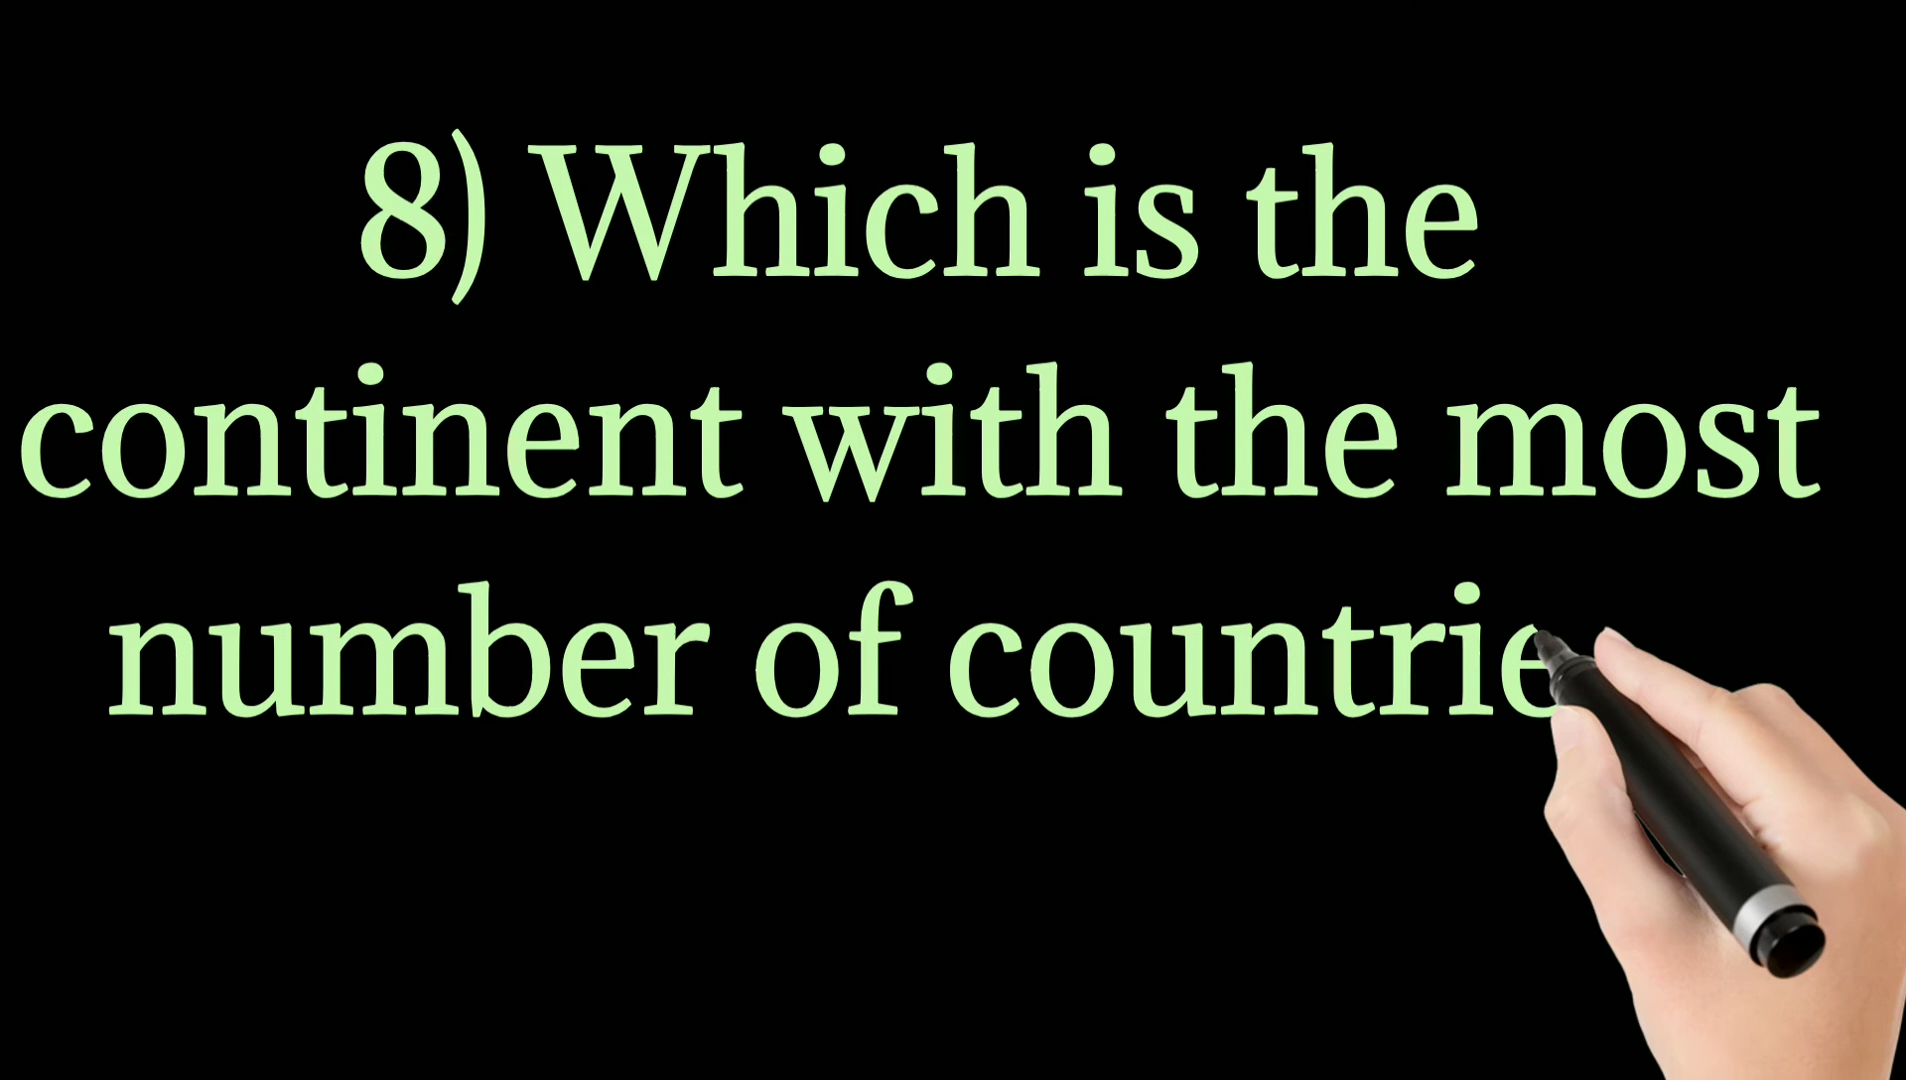 8) Which is the
continent with the most
number of countrie